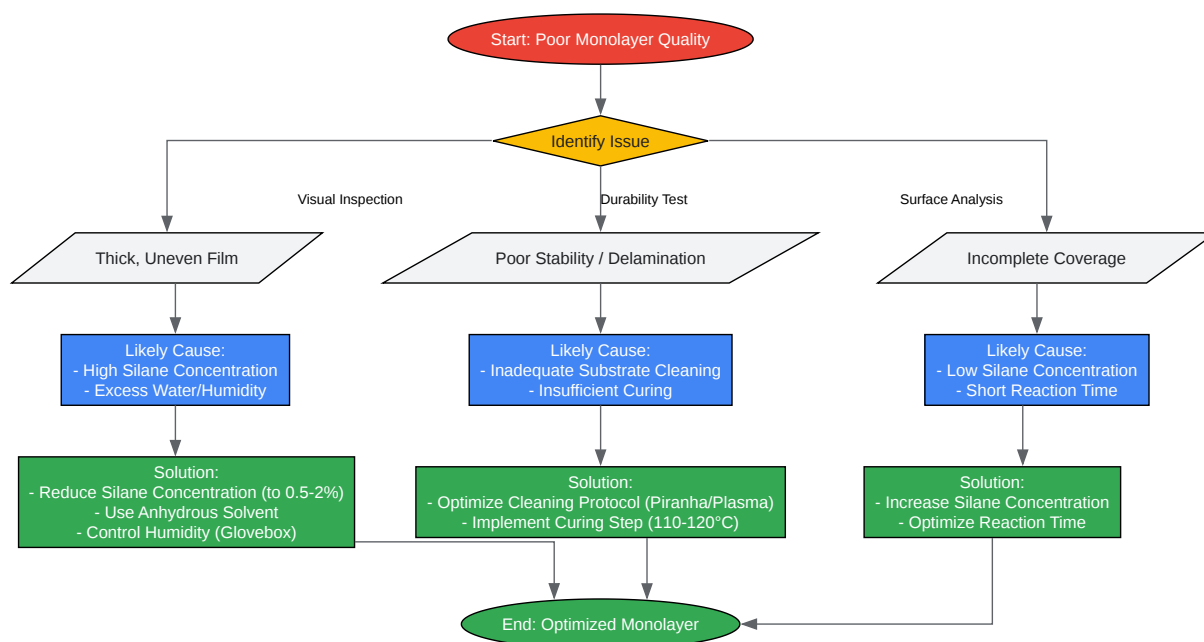 Start: Poor Monolayer Quality
Identify Issue
Visual Inspection
Durability Test
Surface Analysis
Thick, Uneven Film
Poor Stability / Delamination
Incomplete Coverage
Likely Cause:
- High Silane Concentration
- Excess Water/Humidity
Likely Cause:
- Inadequate Substrate Cleaning
- Insufficient Curing
Likely Cause:
- Low Silane Concentration
- Short Reaction Time
Solution:
- Reduce Silane Concentration (to 0.5-2%)
- Use Anhydrous Solvent
- Control Humidity (Glovebox)
Solution:
- Optimize Cleaning Protocol (Piranha/Plasma)
- Implement Curing Step (110-120°C)
Solution:
- Increase Silane Concentration
- Optimize Reaction Time
End: Optimized Monolayer